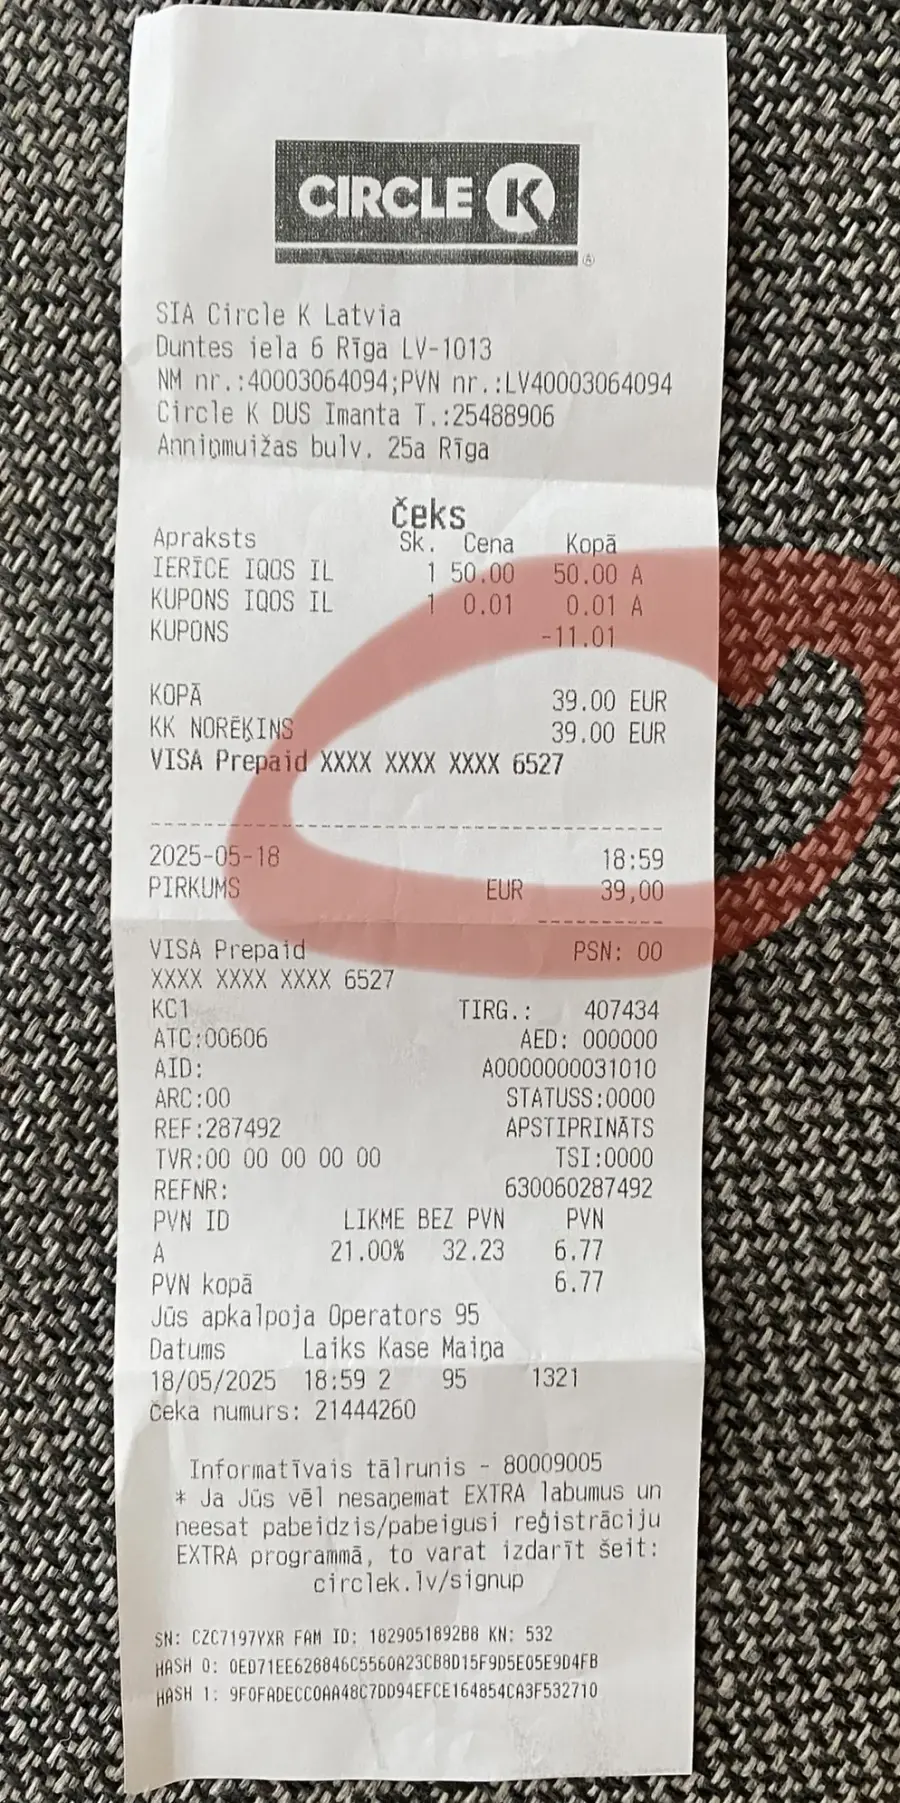 CIRCLE K
SIA Circle K Latvia
Duntes iela 6 Rīga LV-1013
NM nr.:40003064094;PVN nr.:LV40003064094
Circle K DUS Imanta T.:25488906
Anniņmuižas bulv. 25a Rīga
čeks
Apraksts Sk. Cena Kopā
IERĪCE IQOS IL 1 50.00 50.00 A
KUPONS IQOS IL 1 0.01 0.01 A
KUPONS -11.01
KOPĀ 39.00 EUR
KK NORĒĶINS 39.00 EUR
VISA Prepaid XXXX XXXX XXXX 6527
2025-05-18 18:59
PIRKUMS EUR 39,00
VISA Prepaid PSN: 00
XXXX XXXX XXXX 6527
KC1 TIRG.: 407434
ATC:00606 AED: 000000
AID: A0000000031010
ARC:00 STATUSS:0000
REF:287492 APSTIPRINĀTS
TVR:00 00 00 00 00 TSI:0000
REFNR: 630060287492
PVN ID LIKME BEZ PVN PVN
A 21.00% 32.23 6.77
PVN kopā 6.77
Jūs apkalpoja Operators 95
Datums Laiks Kase Maiņa
18/05/2025 18:59 2 95 1321
čeka numurs: 21444260
Informatīvais tālrunis - 80009005
* Ja Jūs vēl nesaņemat EXTRA labumus un
neesat pabeidzis/pabeigusi reģistrāciju
EXTRA programmā, to varat izdarīt šeit:
circlek.lv/signup
SN: CZC7197YXR FAM ID: 1829051892B8 KN: 532
HASH 0: 0ED71EE628846C5560A23CB8D15F9D5E05E9D4FB
HASH 1: 9F0FADECC0AA48C7DD94EFCE164854CA3F532710